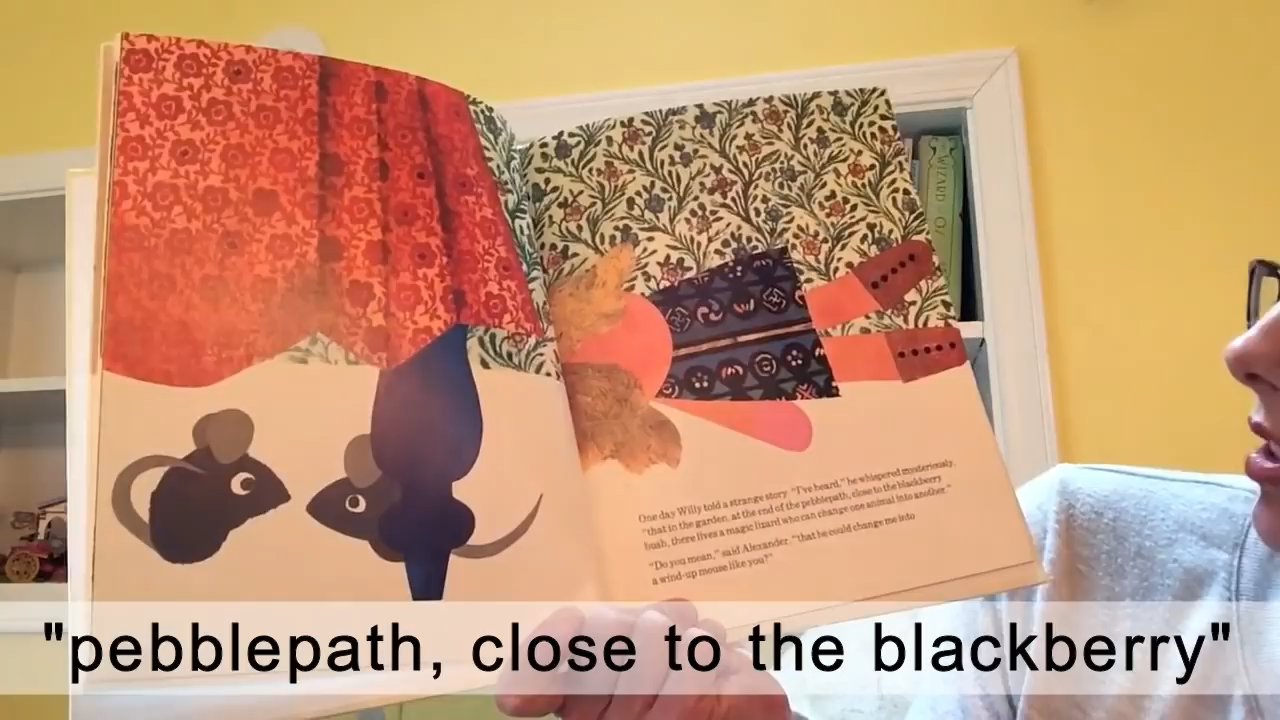 WIZARD OF
One day Willy told a strange story. "I've heard," he whispered mysteriously,
"that in the garden, at the end of the pebblepath, close to the blackberry
bush, there lives a magic lizard who can change one animal into another."
"Do you mean," said Alexander, "that he could change me into
a wind-up mouse like you?"
"pebblepath, close to the blackberry"